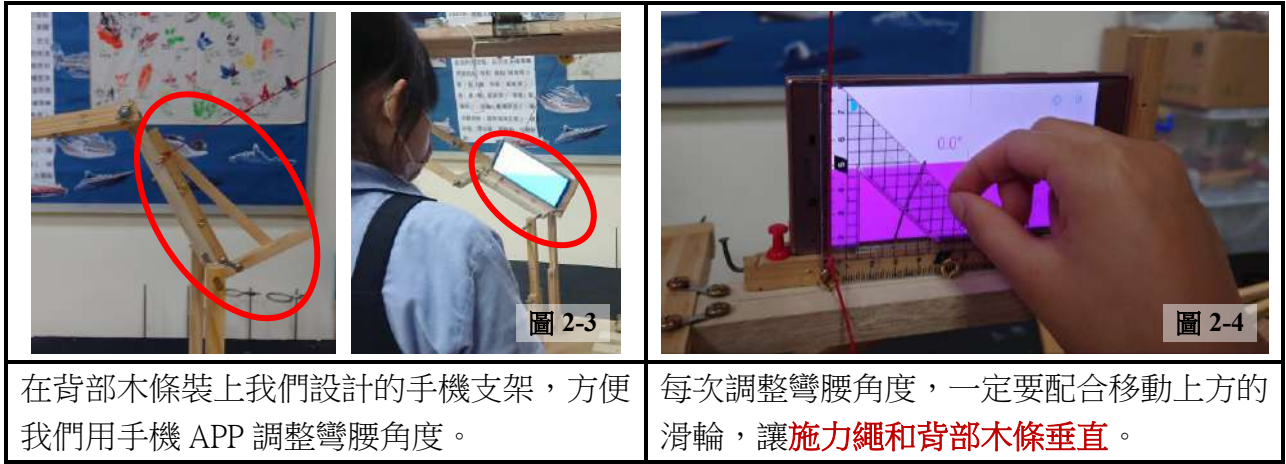 圖 2-3
0.0°
圖 2-4
在背部木條裝上我們設計的手機支架，方便
我們用手機 APP 調整彎腰角度。
每次調整彎腰角度，一定要配合移動上方的
滑輪，讓施力繩和背部木條垂直。